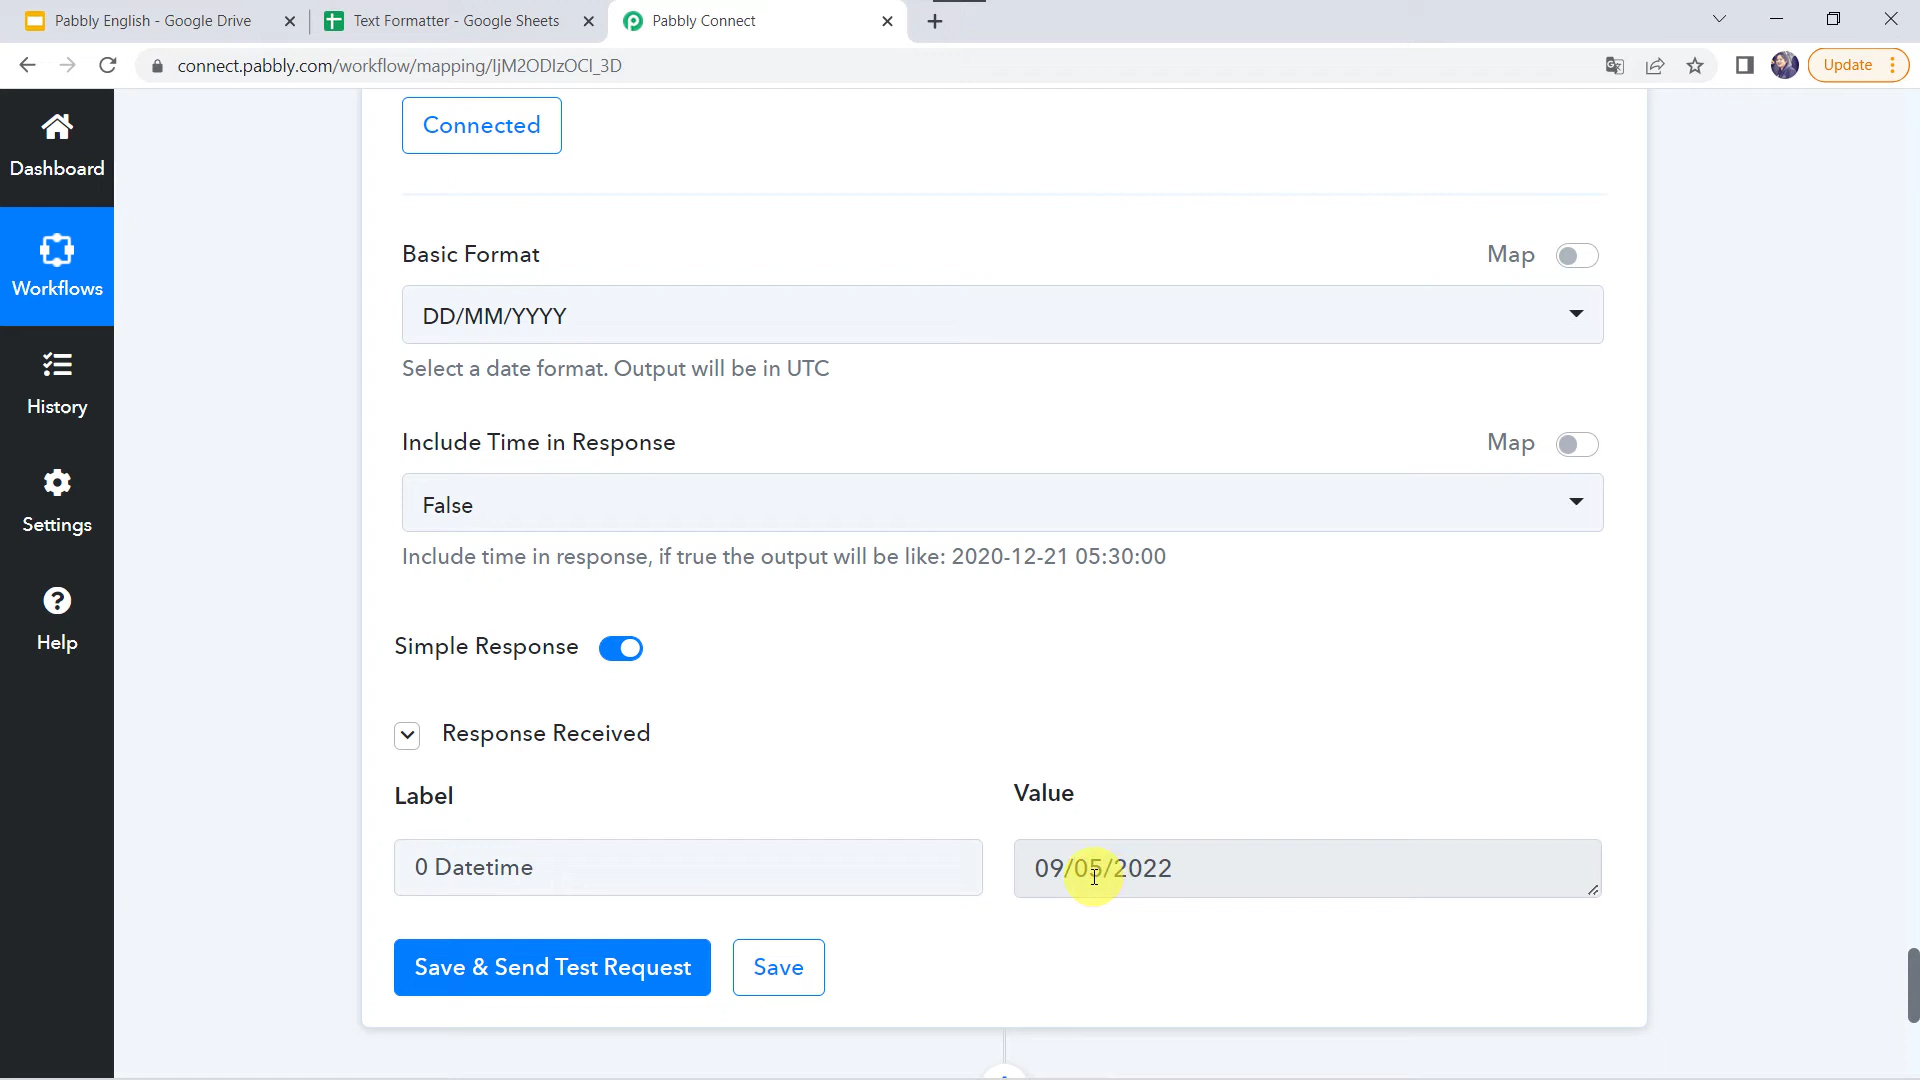 Pabbly English - Google Drive
Text Formatter - Google Sheets
Pabbly Connect
connect.pabbly.com/workflow/mapping/IjM2ODIzOCI_3D
Update
Dashboard
Workflows
History
Settings
Help
Connected
Basic Format
Map
DD/MM/YYYY
Select a date format. Output will be in UTC
Include Time in Response
Map
False
Include time in response, if true the output will be like: 2020-12-21 05:30:00
Simple Response
Response Received
Label
Value
0 Datetime
09/05/2022
Save & Send Test Request
Save